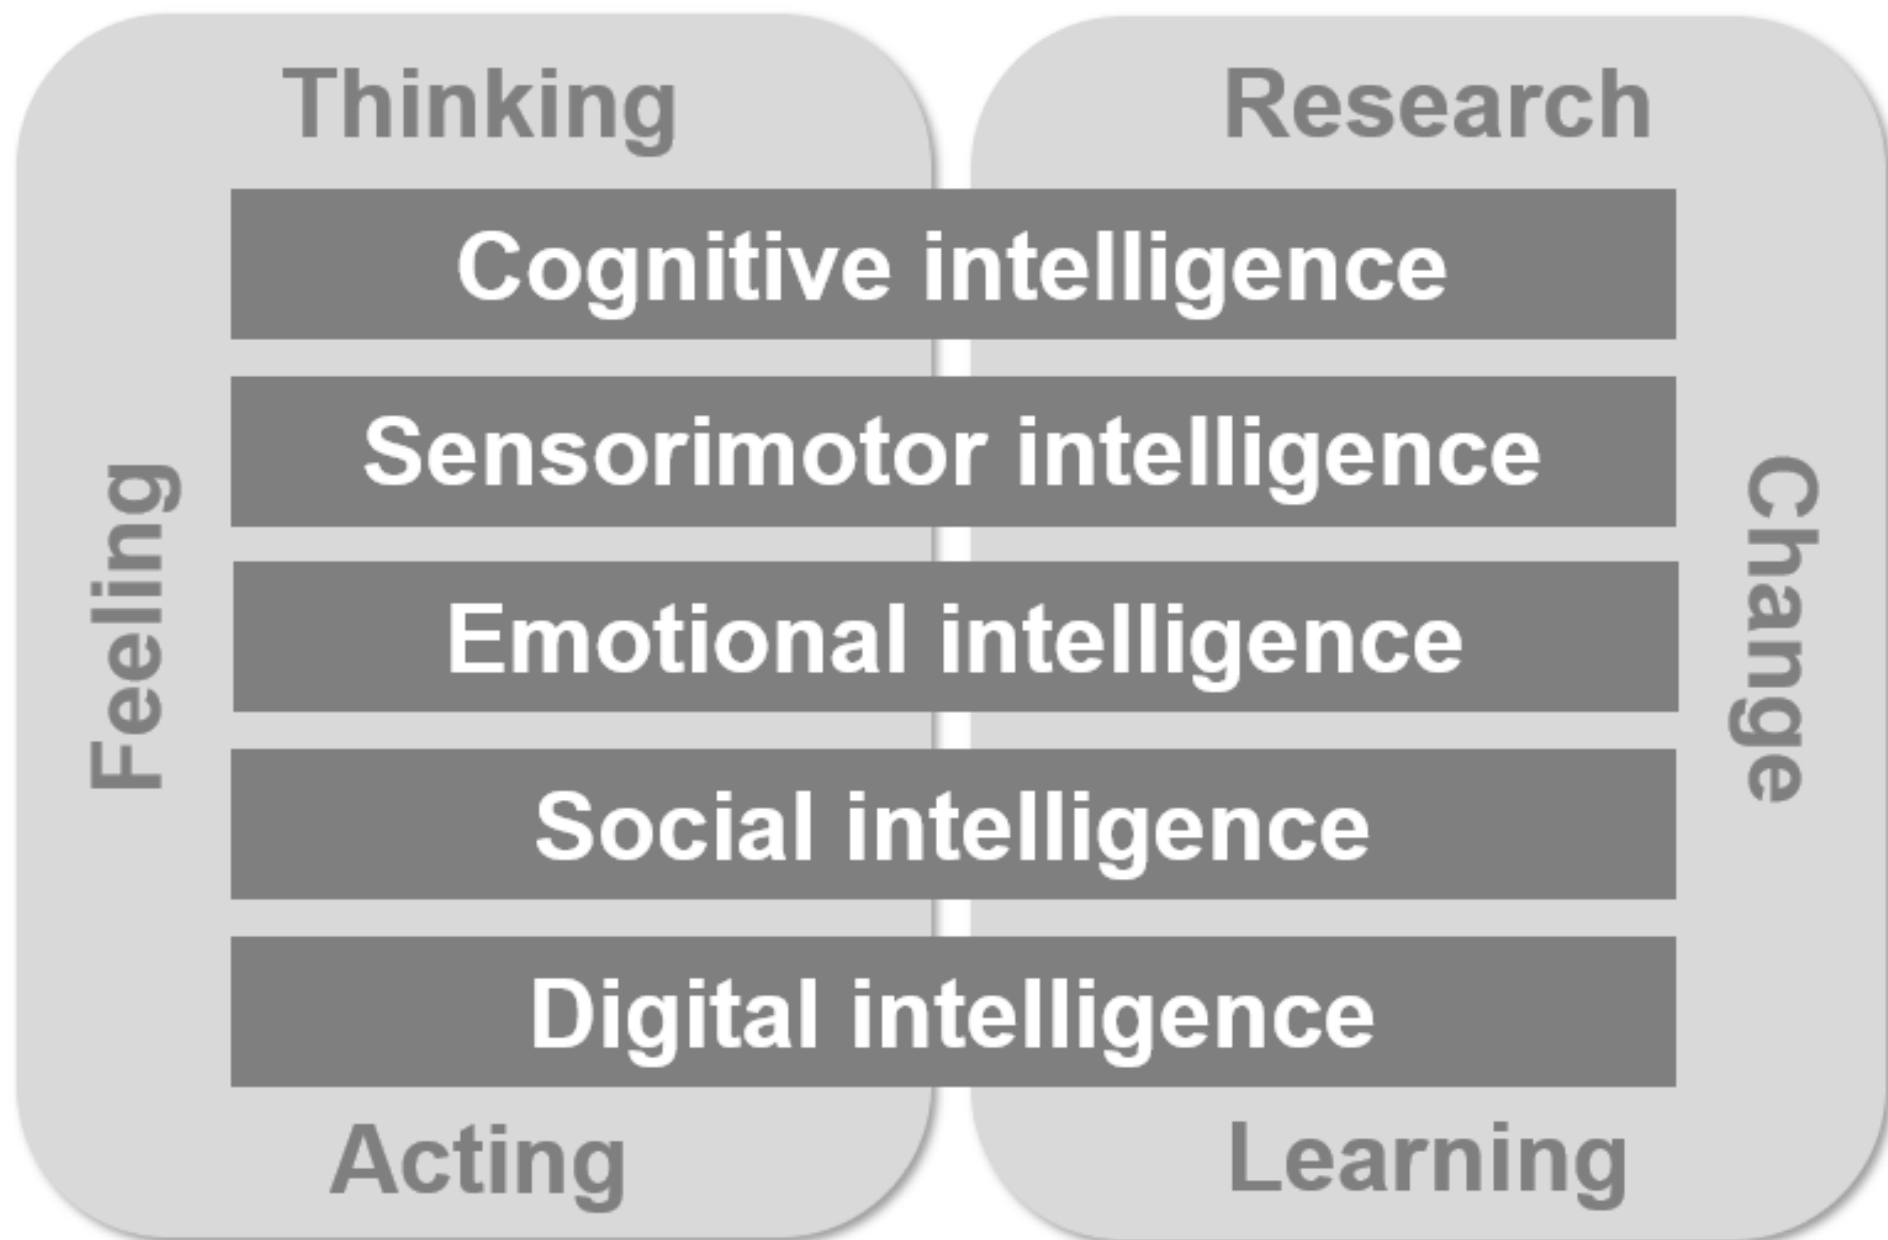 Thinking
Research
Cognitive intelligence
Sensorimotor intelligence
Feeling
Change
Emotional intelligence
Social intelligence
Digital intelligence
Acting
Learning